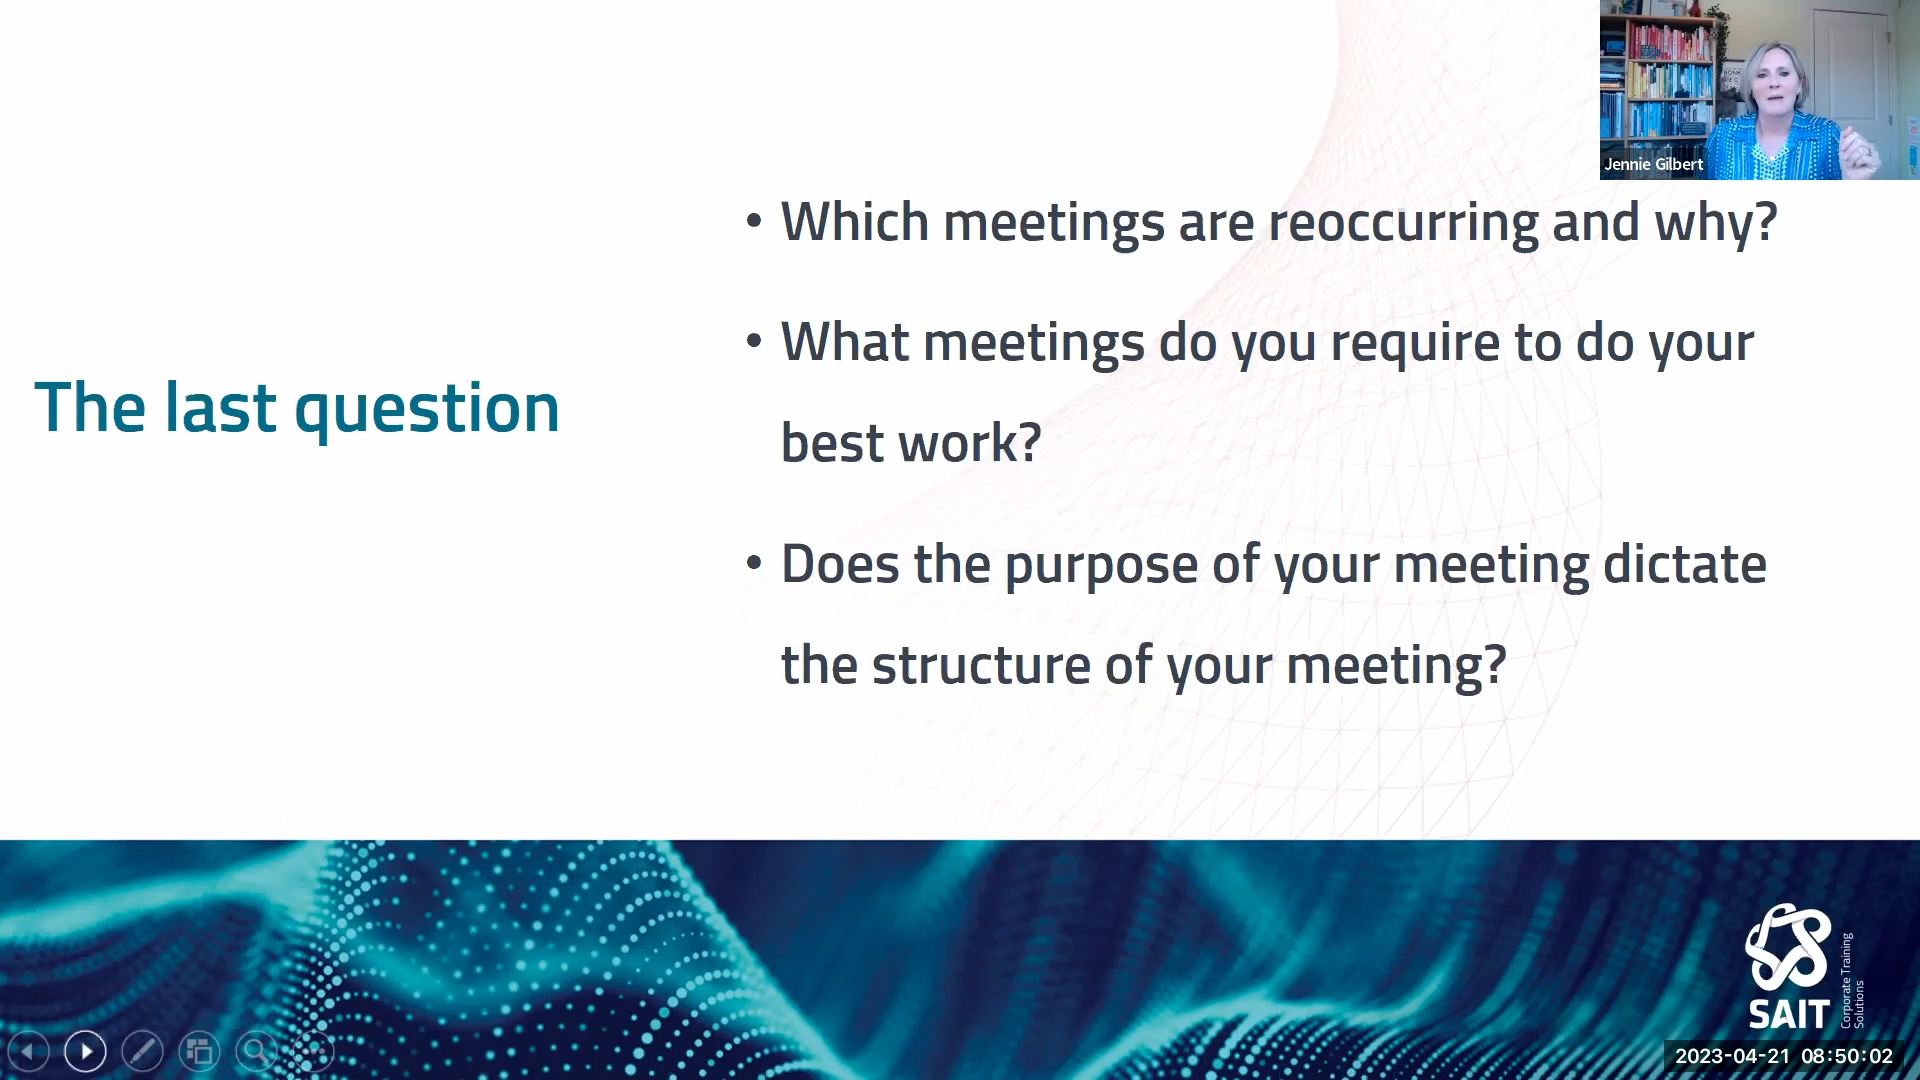 Jennie Gilbert
• Which meetings are reoccurring and why?
• What meetings do you require to do your
best work?
• Does the purpose of your meeting dictate
the structure of your meeting?
The last question
SAIT
Corporate Training
Solutions
2023-04-21 08:50:02